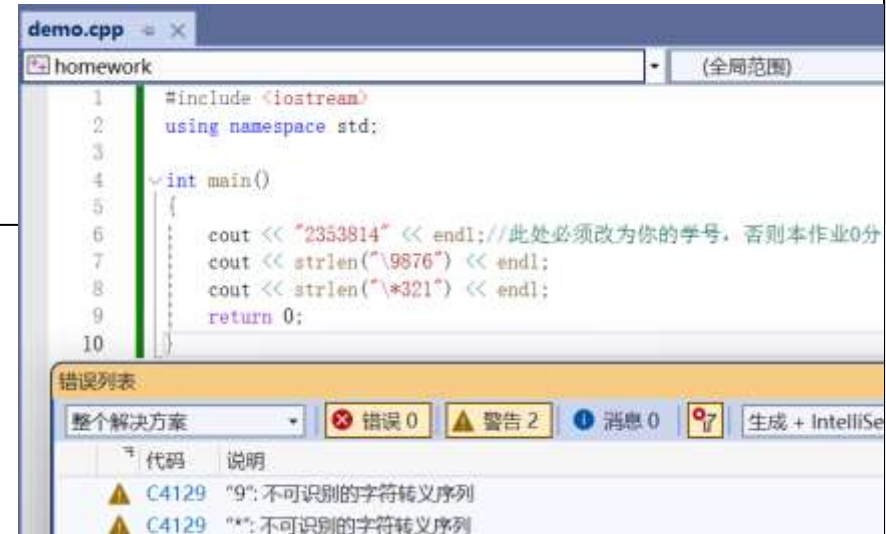 demo.cpp
homework
(全局范围)
1 #include <iostream>
2 using namespace std;
3
4 int main()
5 {
6 cout << "2353814" << endl;//此处必须改为你的学号，否则本作业0分
7 cout << strlen("\9876") << endl;
8 cout << strlen("\*321") << endl;
9 return 0;
10 }
错误列表
整个解决方案 错误 0 警告 2 消息 0 生成 + IntelliSe
代码 说明
C4129 "9": 不可识别的字符转义序列
C4129 "*": 不可识别的字符转义序列